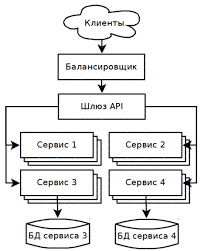 Клиенты
Балансировщик
Шлюз API
Сервис 1
Сервис 2
Сервис 3
Сервис 4
БД сервиса 3
БД сервиса 4